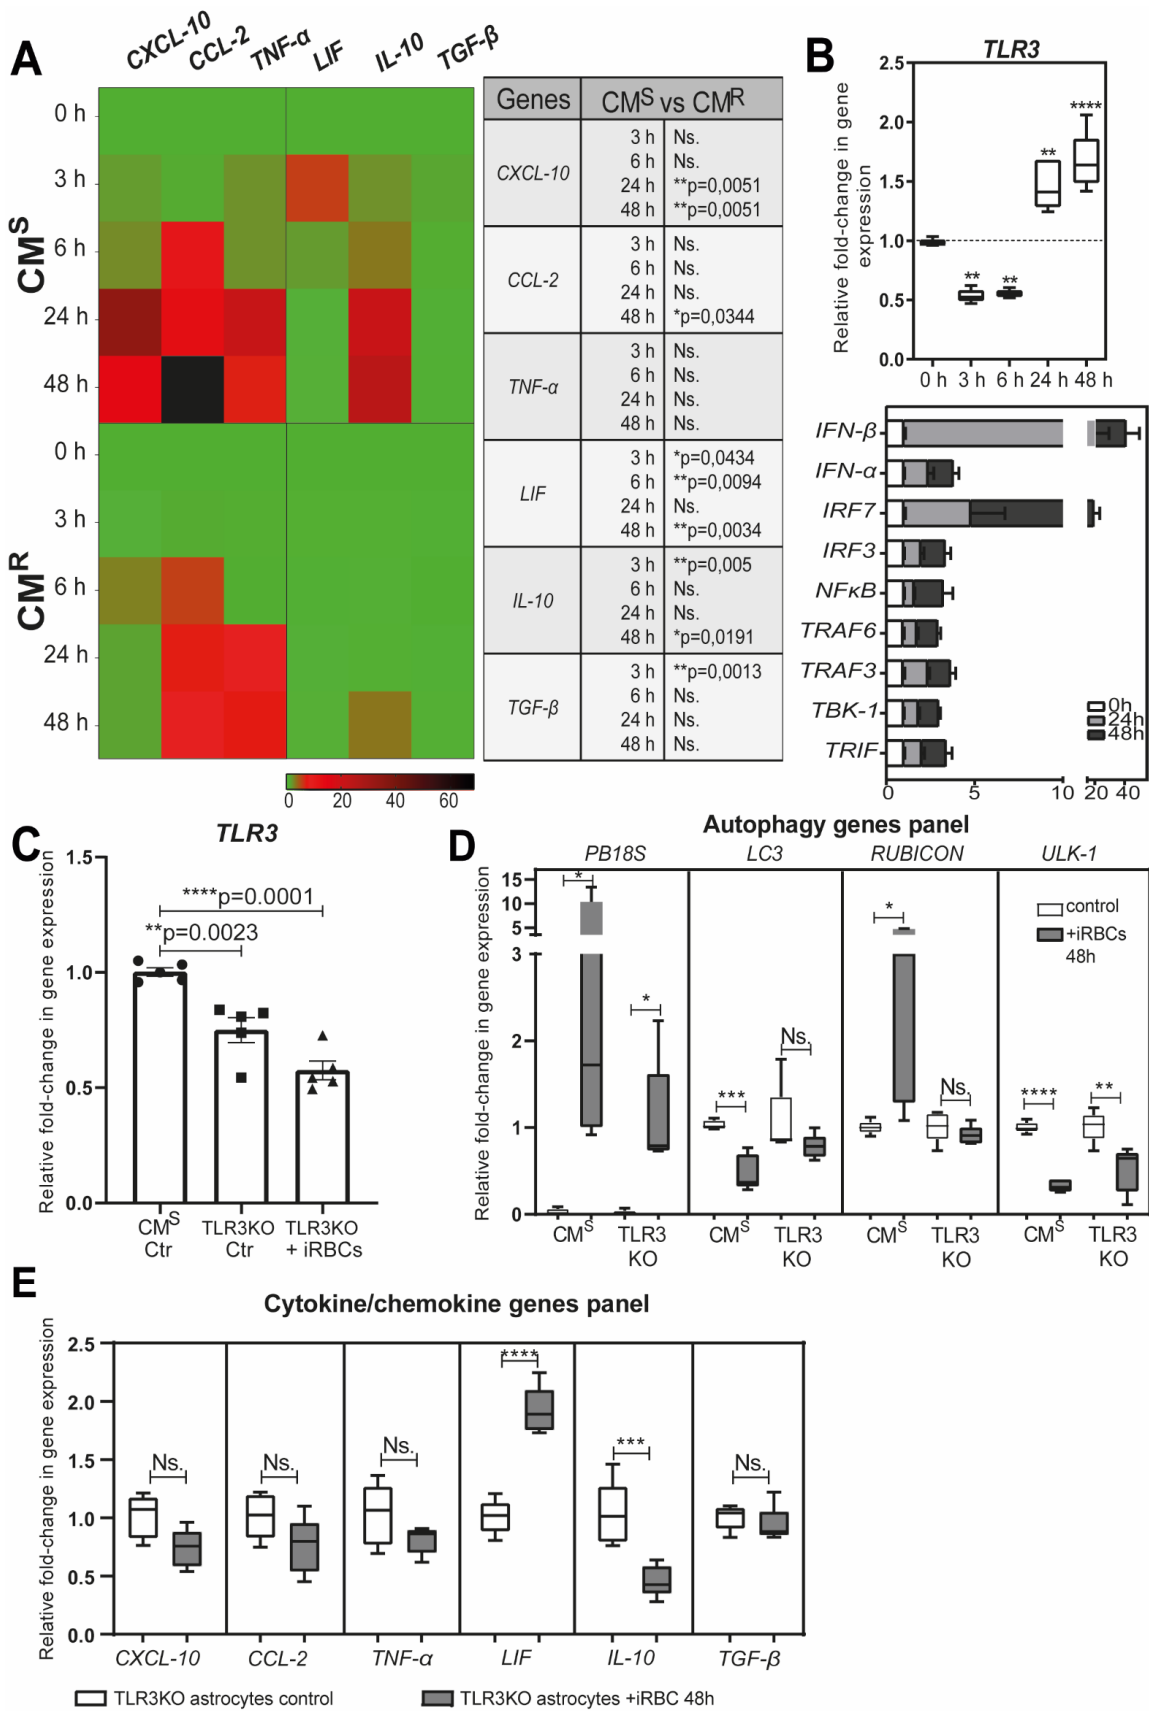 A
CXCL-10
CCL-2
TNF-α
LIF
IL-10
TGF-β
CMS
0 h
3 h
6 h
24 h
48 h
CMR
0 h
3 h
6 h
24 h
48 h
0 20 40 60
Genes CMS vs CMR
CXCL-10
3 h Ns.
6 h Ns.
24 h **p=0,0051
48 h **p=0,0051
CCL-2
3 h Ns.
6 h Ns.
24 h Ns.
48 h *p=0,0344
TNF-α
3 h Ns.
6 h Ns.
24 h Ns.
48 h Ns.
LIF
3 h *p=0,0434
6 h **p=0,0094
24 h Ns.
48 h **p=0,0034
IL-10
3 h **p=0,005
6 h Ns.
24 h Ns.
48 h *p=0,0191
TGF-β
3 h **p=0,0013
6 h Ns.
24 h Ns.
48 h Ns.
B
TLR3
Relative fold-change in gene
expression
2.5
2.0
1.5
1.0
0.5
0.0
**
**
**
****
0 h 3 h 6 h 24 h 48 h
IFN-β
IFN-α
IRF7
IRF3
NFκB
TRAF6
TRAF3
TBK-1
TRIF
0h
24h
48h
0 5 10 20 40
C
TLR3
Relative fold-change in gene expression
1.5
1.0
0.5
0.0
****p=0.0001
**p=0.0023
CMS
Ctr
TLR3KO
Ctr
TLR3KO
+ iRBCs
D
Autophagy genes panel
PB18S LC3 RUBICON ULK-1
Relative fold-change in gene expression
15
10
5
3
2
1
0
*
*
***
Ns.
*
Ns.
****
**
control
+iRBCs
48h
CMS TLR3
KO
CMS TLR3
KO
CMS TLR3
KO
CMS TLR3
KO
E
Cytokine/chemokine genes panel
Relative fold-change in gene expression
2.5
2.0
1.5
1.0
0.5
0.0
Ns.
Ns.
Ns.
****
***
Ns.
CXCL-10 CCL-2 TNF-α LIF IL-10 TGF-β
TLR3KO astrocytes control TLR3KO astrocytes +iRBC 48h